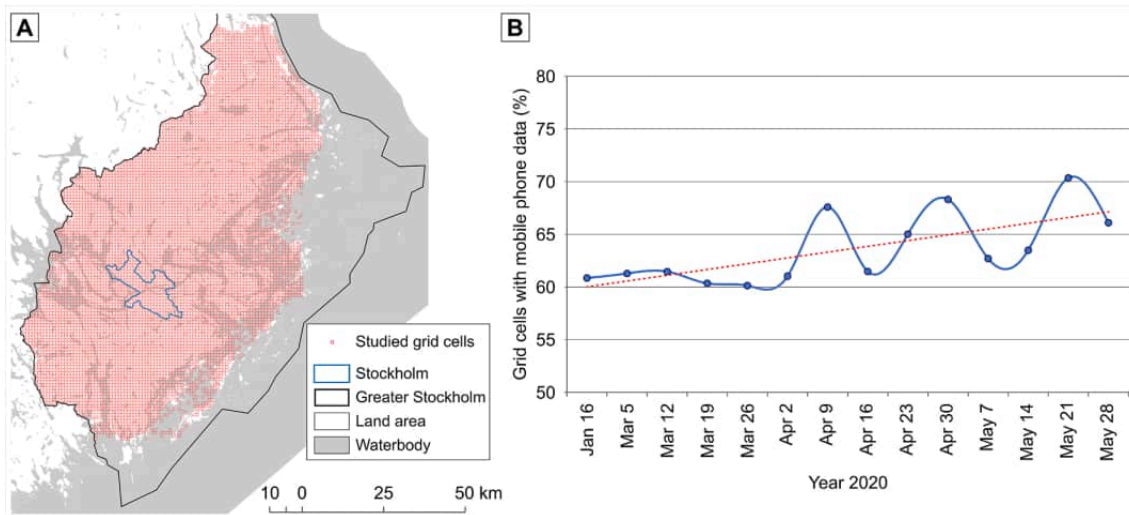 A
Studied grid cells
Stockholm
Greater Stockholm
Land area
Waterbody
10 0 25 50 km
B
Grid cells with mobile phone data (%)
80
75
70
65
60
55
50
Jan 16
Mar 5
Mar 12
Mar 19
Mar 26
Apr 2
Apr 9
Apr 16
Apr 23
Apr 30
May 7
May 14
May 21
May 28
Year 2020